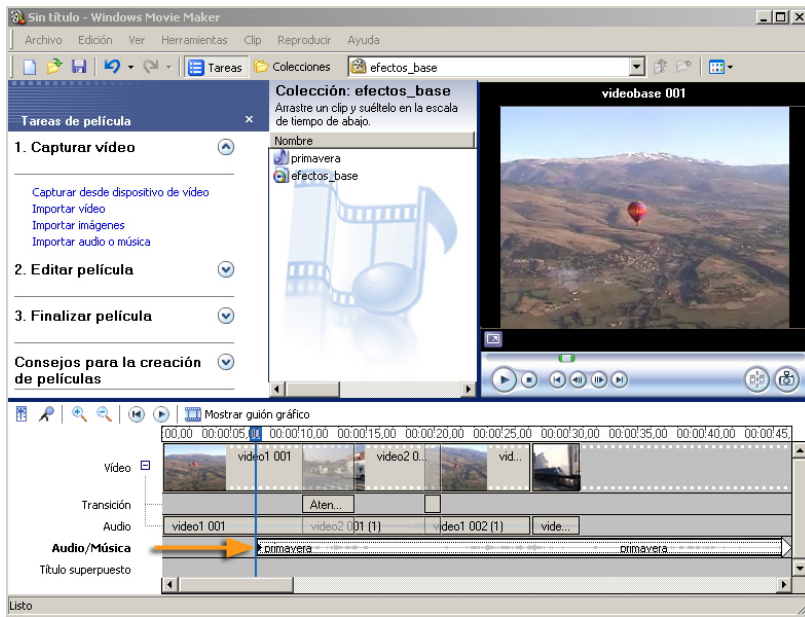 Sin título - Windows Movie Maker
Archivo Edición Ver Herramientas Clip Reproducir Ayuda
Tareas Colecciones efectos_base
Tareas de película ×
1. Capturar vídeo
Capturar desde dispositivo de vídeo
Importar vídeo
Importar imágenes
Importar audio o música
2. Editar película
3. Finalizar película
Consejos para la creación
de películas
Colección: efectos_base
Arrastre un clip y suéltelo en la escala
de tiempo de abajo.
Nombre
primavera
efectos_base
videobase 001
Mostrar guión gráfico
:00,00 00:00:05, 00:00:10,00 00:00:15,00 00:00:20,00 00:00:25,00 00:00:30,00 00:00:35,00 00:00:40,00 00:00:45,
Vídeo video1 001 video2 0... vid...
Transición Aten...
Audio video1 001 video2 001 (1) video1 002 (1) vide...
Audio/Música primavera primavera
Título superpuesto
Listo